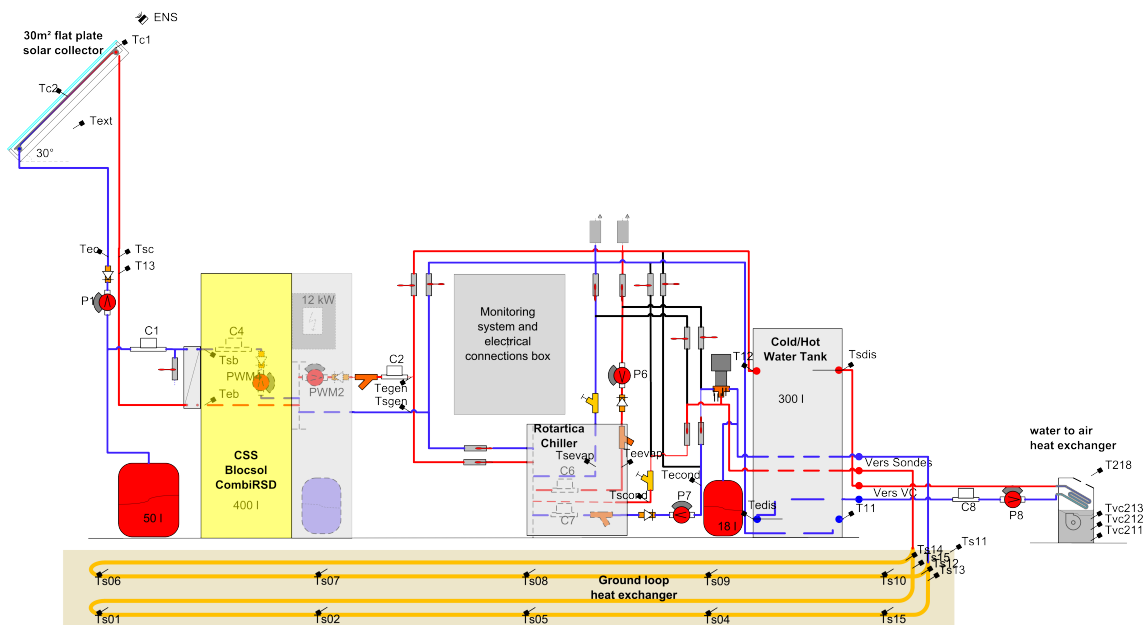 ENS
30m² flat plate
solar collector
Tc1
Tc2
Text
30°
Tec
Tsc
T13
P1
C1
C4
12 kW
Tsb
PWM1
PWM2
C2
Tegen
Tsgen
Teb
CSS
Blocsol
CombiRSD
400 l
50 l
Monitoring
system and
electrical
connections box
P6
T12
Cold/Hot
Water Tank
Tsdis
300 l
Rotartica
Chiller
Tsevap
Teevap
C6
C7
Tscond
Tecond
P7
18 l
Tedis
T11
Vers Sondes
Vers VC
C8
P8
water to air
heat exchanger
T218
Tvc213
Tvc212
Tvc211
Ts14
Ts15
Ts12
Ts13
Ts11
Ts06
Ts07
Ts08
Ground loop
heat exchanger
Ts09
Ts10
Ts01
Ts02
Ts05
Ts04
Ts15